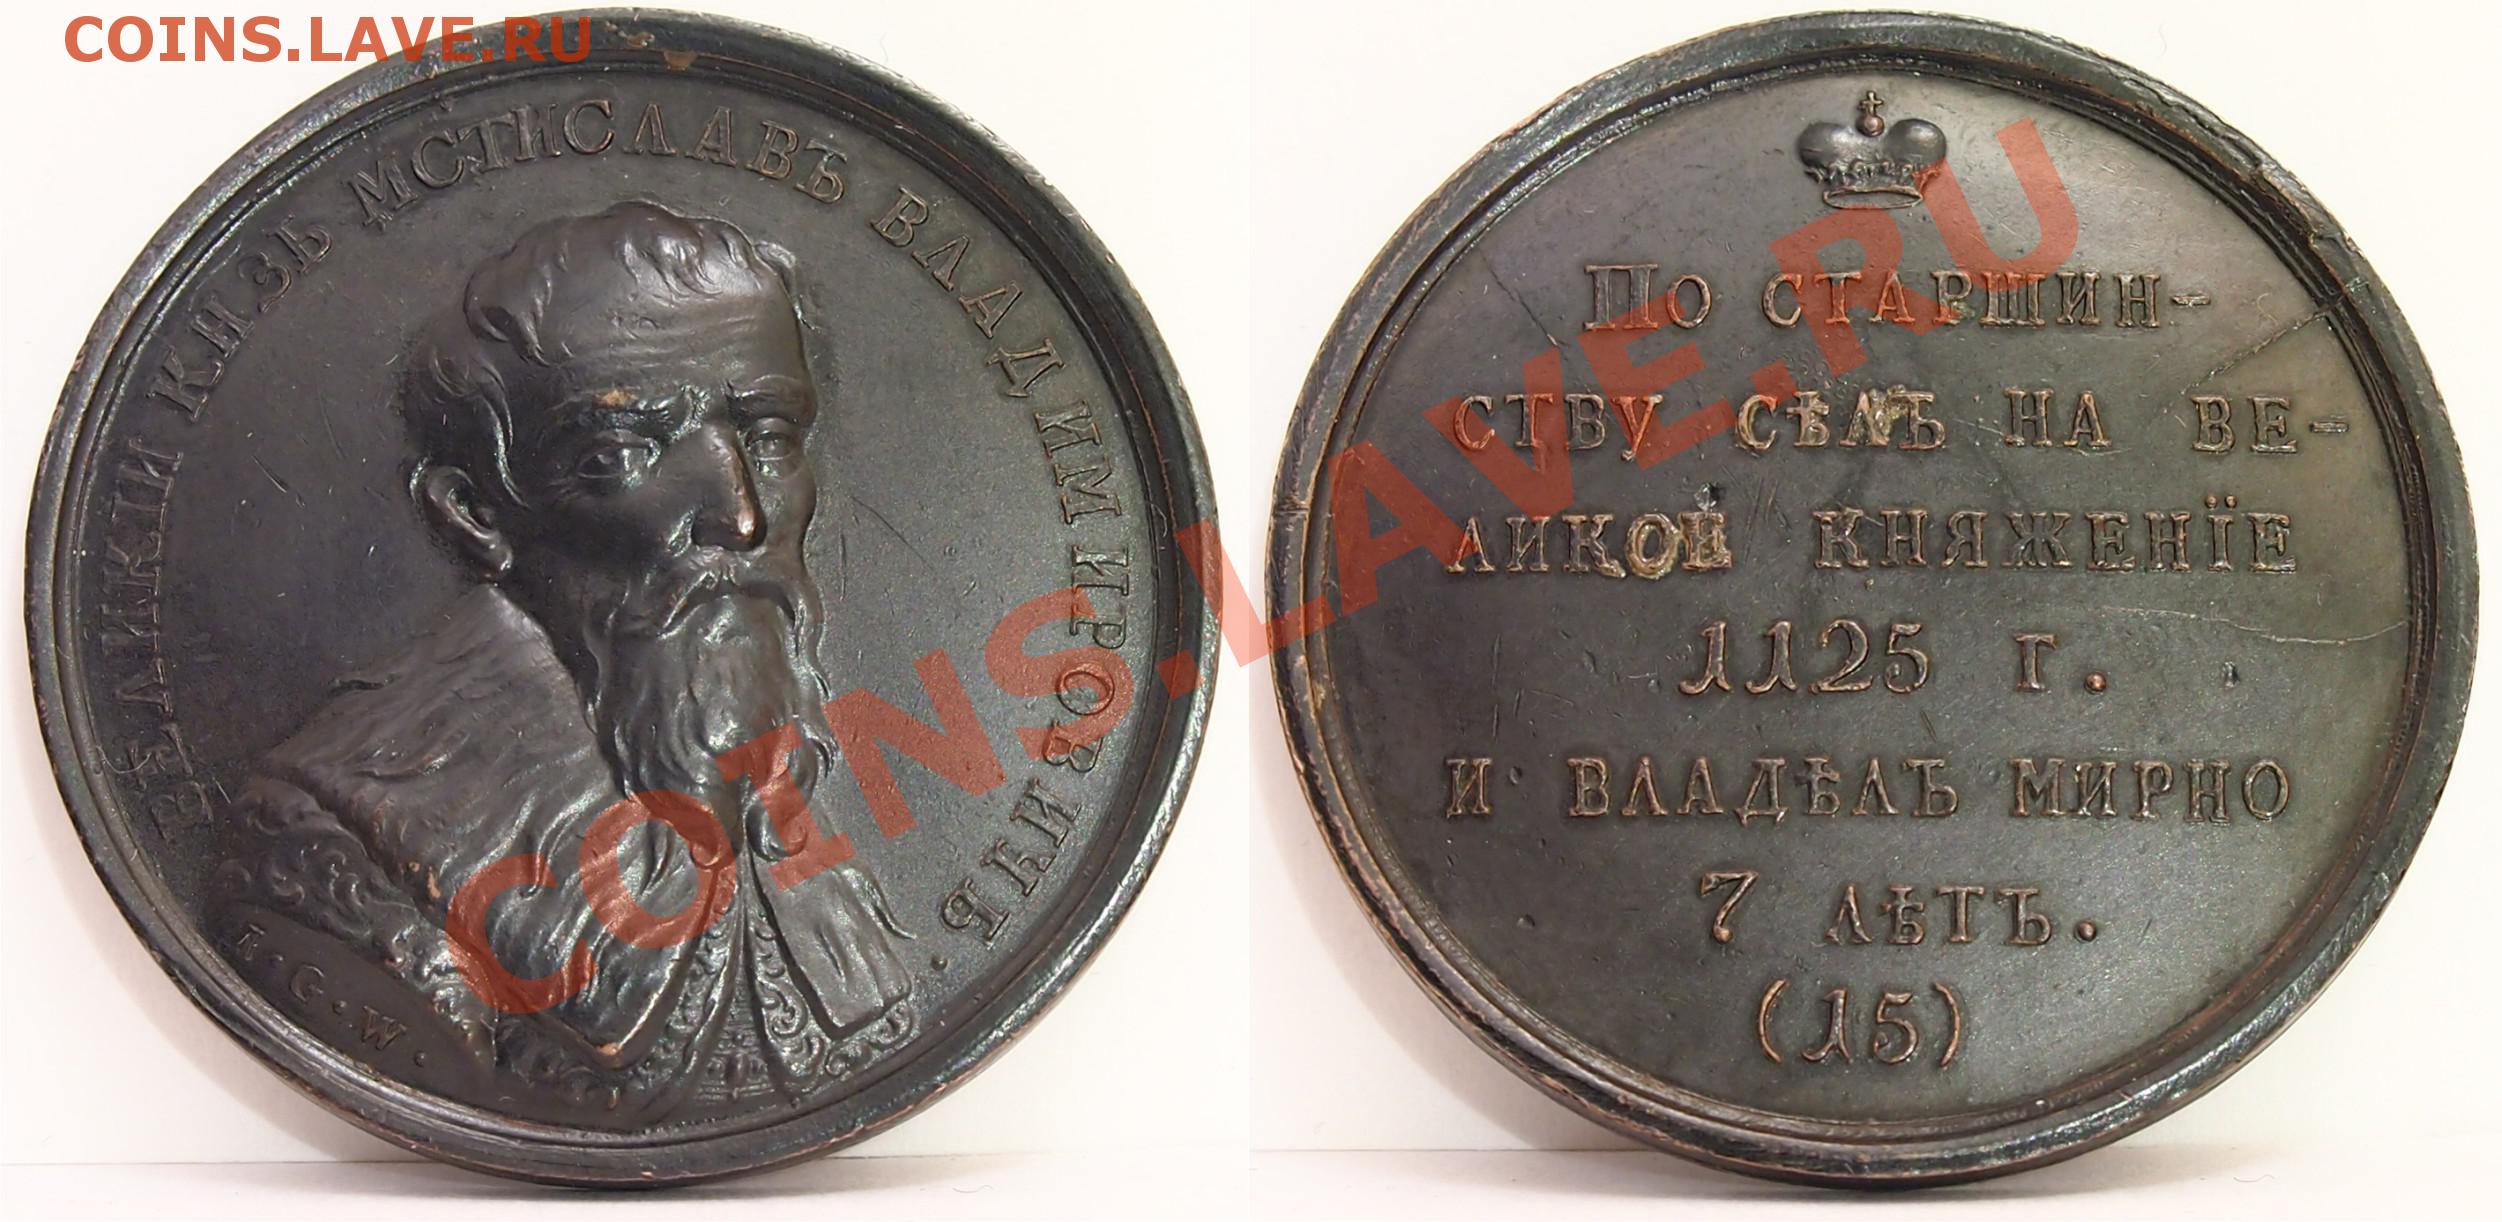 COINS.LAVE.RU
ВЕЛИКИ КНЗЬ МСТИСЛАВЪ ВЛАДИМИРОВИЧЬ.
I·G·W·
ПО СТАРШИН-
СТВУ СѢЛЪ НА ВЕ-
ЛИКОЕ КНЯЖЕНЇЕ
1125 Г.
И ВЛАДѢЛЪ МИРНО
7 ЛѢТЪ.
(15)
COINS.LAVE.RU